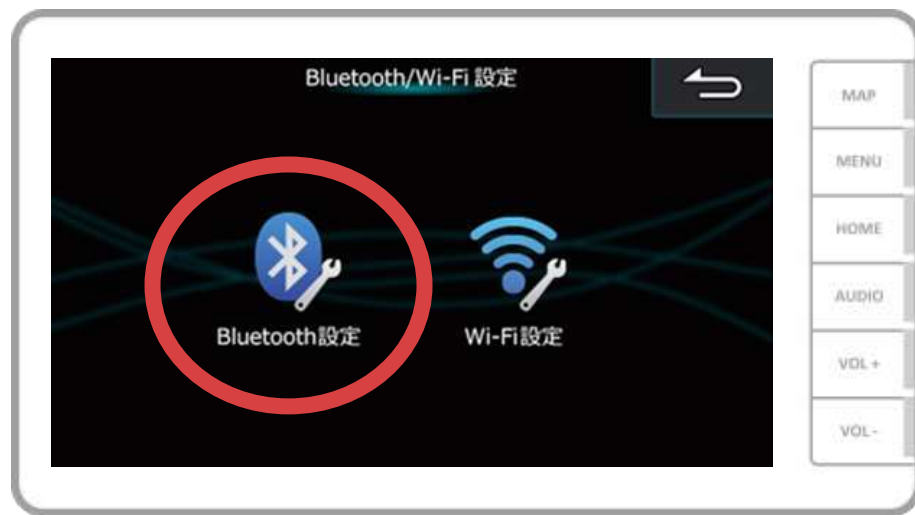 Bluetooth/Wi-Fi 設定
MAP
MENU
HOME
AUDIO
VOL +
VOL -
Bluetooth設定
Wi-Fi設定